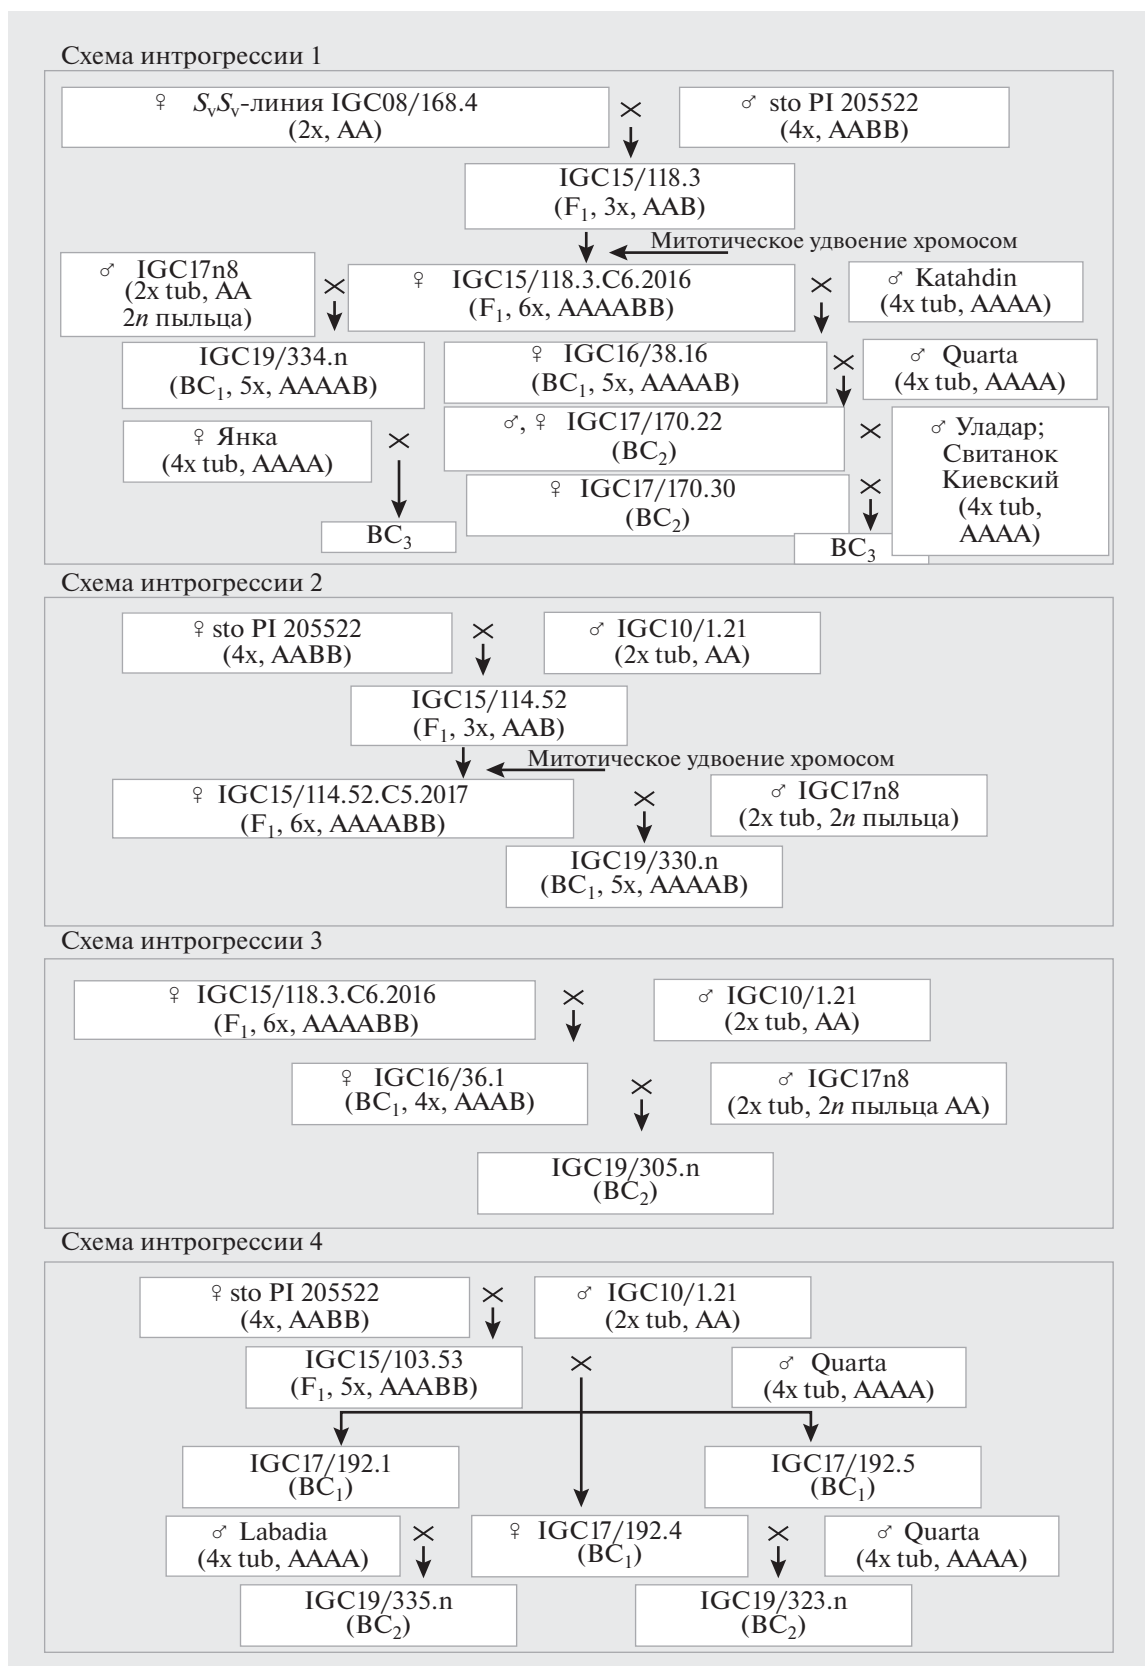 Схема интрогрессии 1
♀ SᵥSᵥ-линия IGC08/168.4
(2x, AA)
♂ sto PI 205522
(4x, AABB)
IGC15/118.3
(F₁, 3x, AAB)
Митотическое удвоение хромосом
♂ IGC17n8
(2x tub, AA
2n пыльца)
♀ IGC15/118.3.C6.2016
(F₁, 6x, AAAABB)
♂ Katahdin
(4x tub, AAAA)
IGC19/334.n
(BC₁, 5x, AAAAB)
♀ IGC16/38.16
(BC₁, 5x, AAAAB)
♂ Quarta
(4x tub, AAAA)
♀ Янка
(4x tub, AAAA)
♂, ♀ IGC17/170.22
(BC₂)
♂ Уладар;
Свитанок
Киевский
(4x tub,
AAAA)
♀ IGC17/170.30
(BC₂)
BC₃
BC₃
Схема интрогрессии 2
♀ sto PI 205522
(4x, AABB)
♂ IGC10/1.21
(2x tub, AA)
IGC15/114.52
(F₁, 3x, AAB)
Митотическое удвоение хромосом
♀ IGC15/114.52.C5.2017
(F₁, 6x, AAAABB)
♂ IGC17n8
(2x tub, 2n пыльца)
IGC19/330.n
(BC₁, 5x, AAAAB)
Схема интрогрессии 3
♀ IGC15/118.3.C6.2016
(F₁, 6x, AAAABB)
♂ IGC10/1.21
(2x tub, AA)
♀ IGC16/36.1
(BC₁, 4x, AAAB)
♂ IGC17n8
(2x tub, 2n пыльца AA)
IGC19/305.n
(BC₂)
Схема интрогрессии 4
♀ sto PI 205522
(4x, AABB)
♂ IGC10/1.21
(2x tub, AA)
IGC15/103.53
(F₁, 5x, AAABB)
♂ Quarta
(4x tub, AAAA)
IGC17/192.1
(BC₁)
IGC17/192.5
(BC₁)
♂ Labadia
(4x tub, AAAA)
♀ IGC17/192.4
(BC₁)
♂ Quarta
(4x tub, AAAA)
IGC19/335.n
(BC₂)
IGC19/323.n
(BC₂)